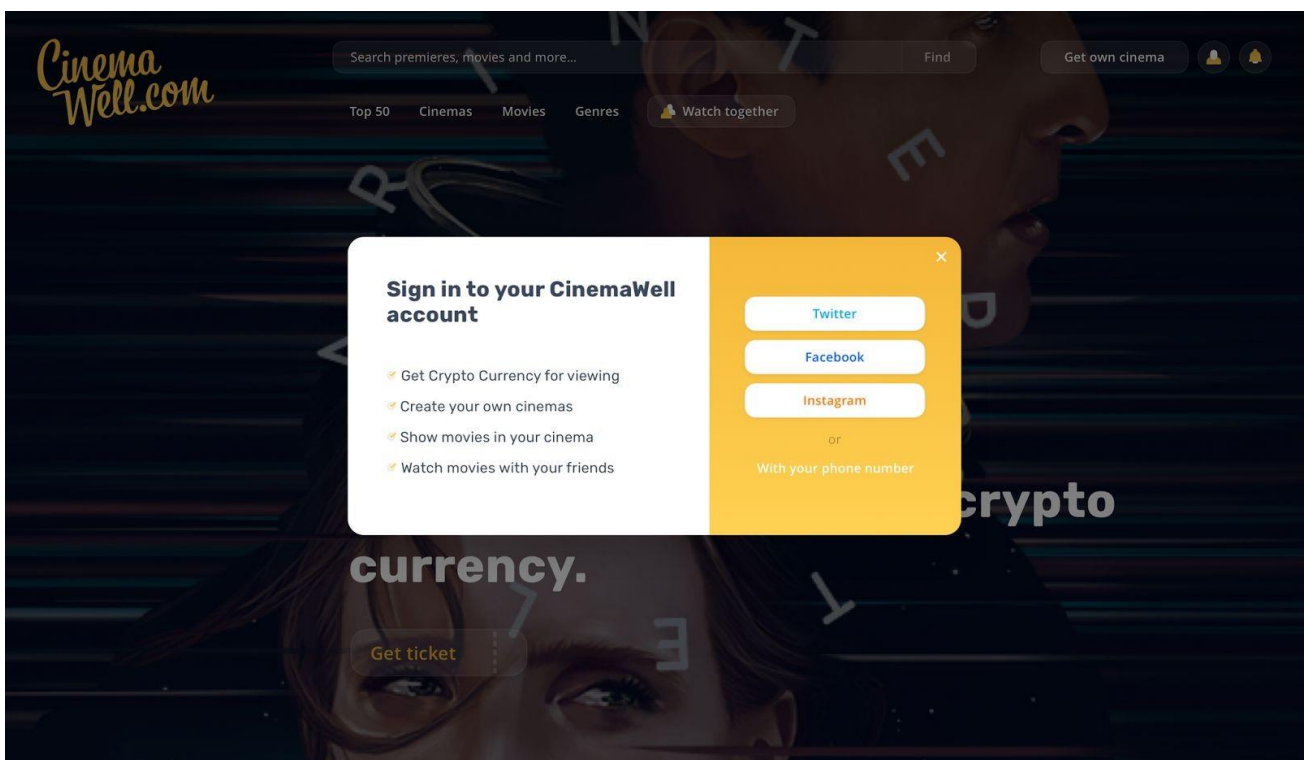 Cinema
Well.com
Search premieres, movies and more...
Find
Get own cinema
Top 50
Cinemas
Movies
Genres
Watch together
Sign in to your CinemaWell
account
Get Crypto Currency for viewing
Create your own cinemas
Show movies in your cinema
Watch movies with your friends
Twitter
Facebook
Instagram
or
With your phone number
crypto
currency.
Get ticket